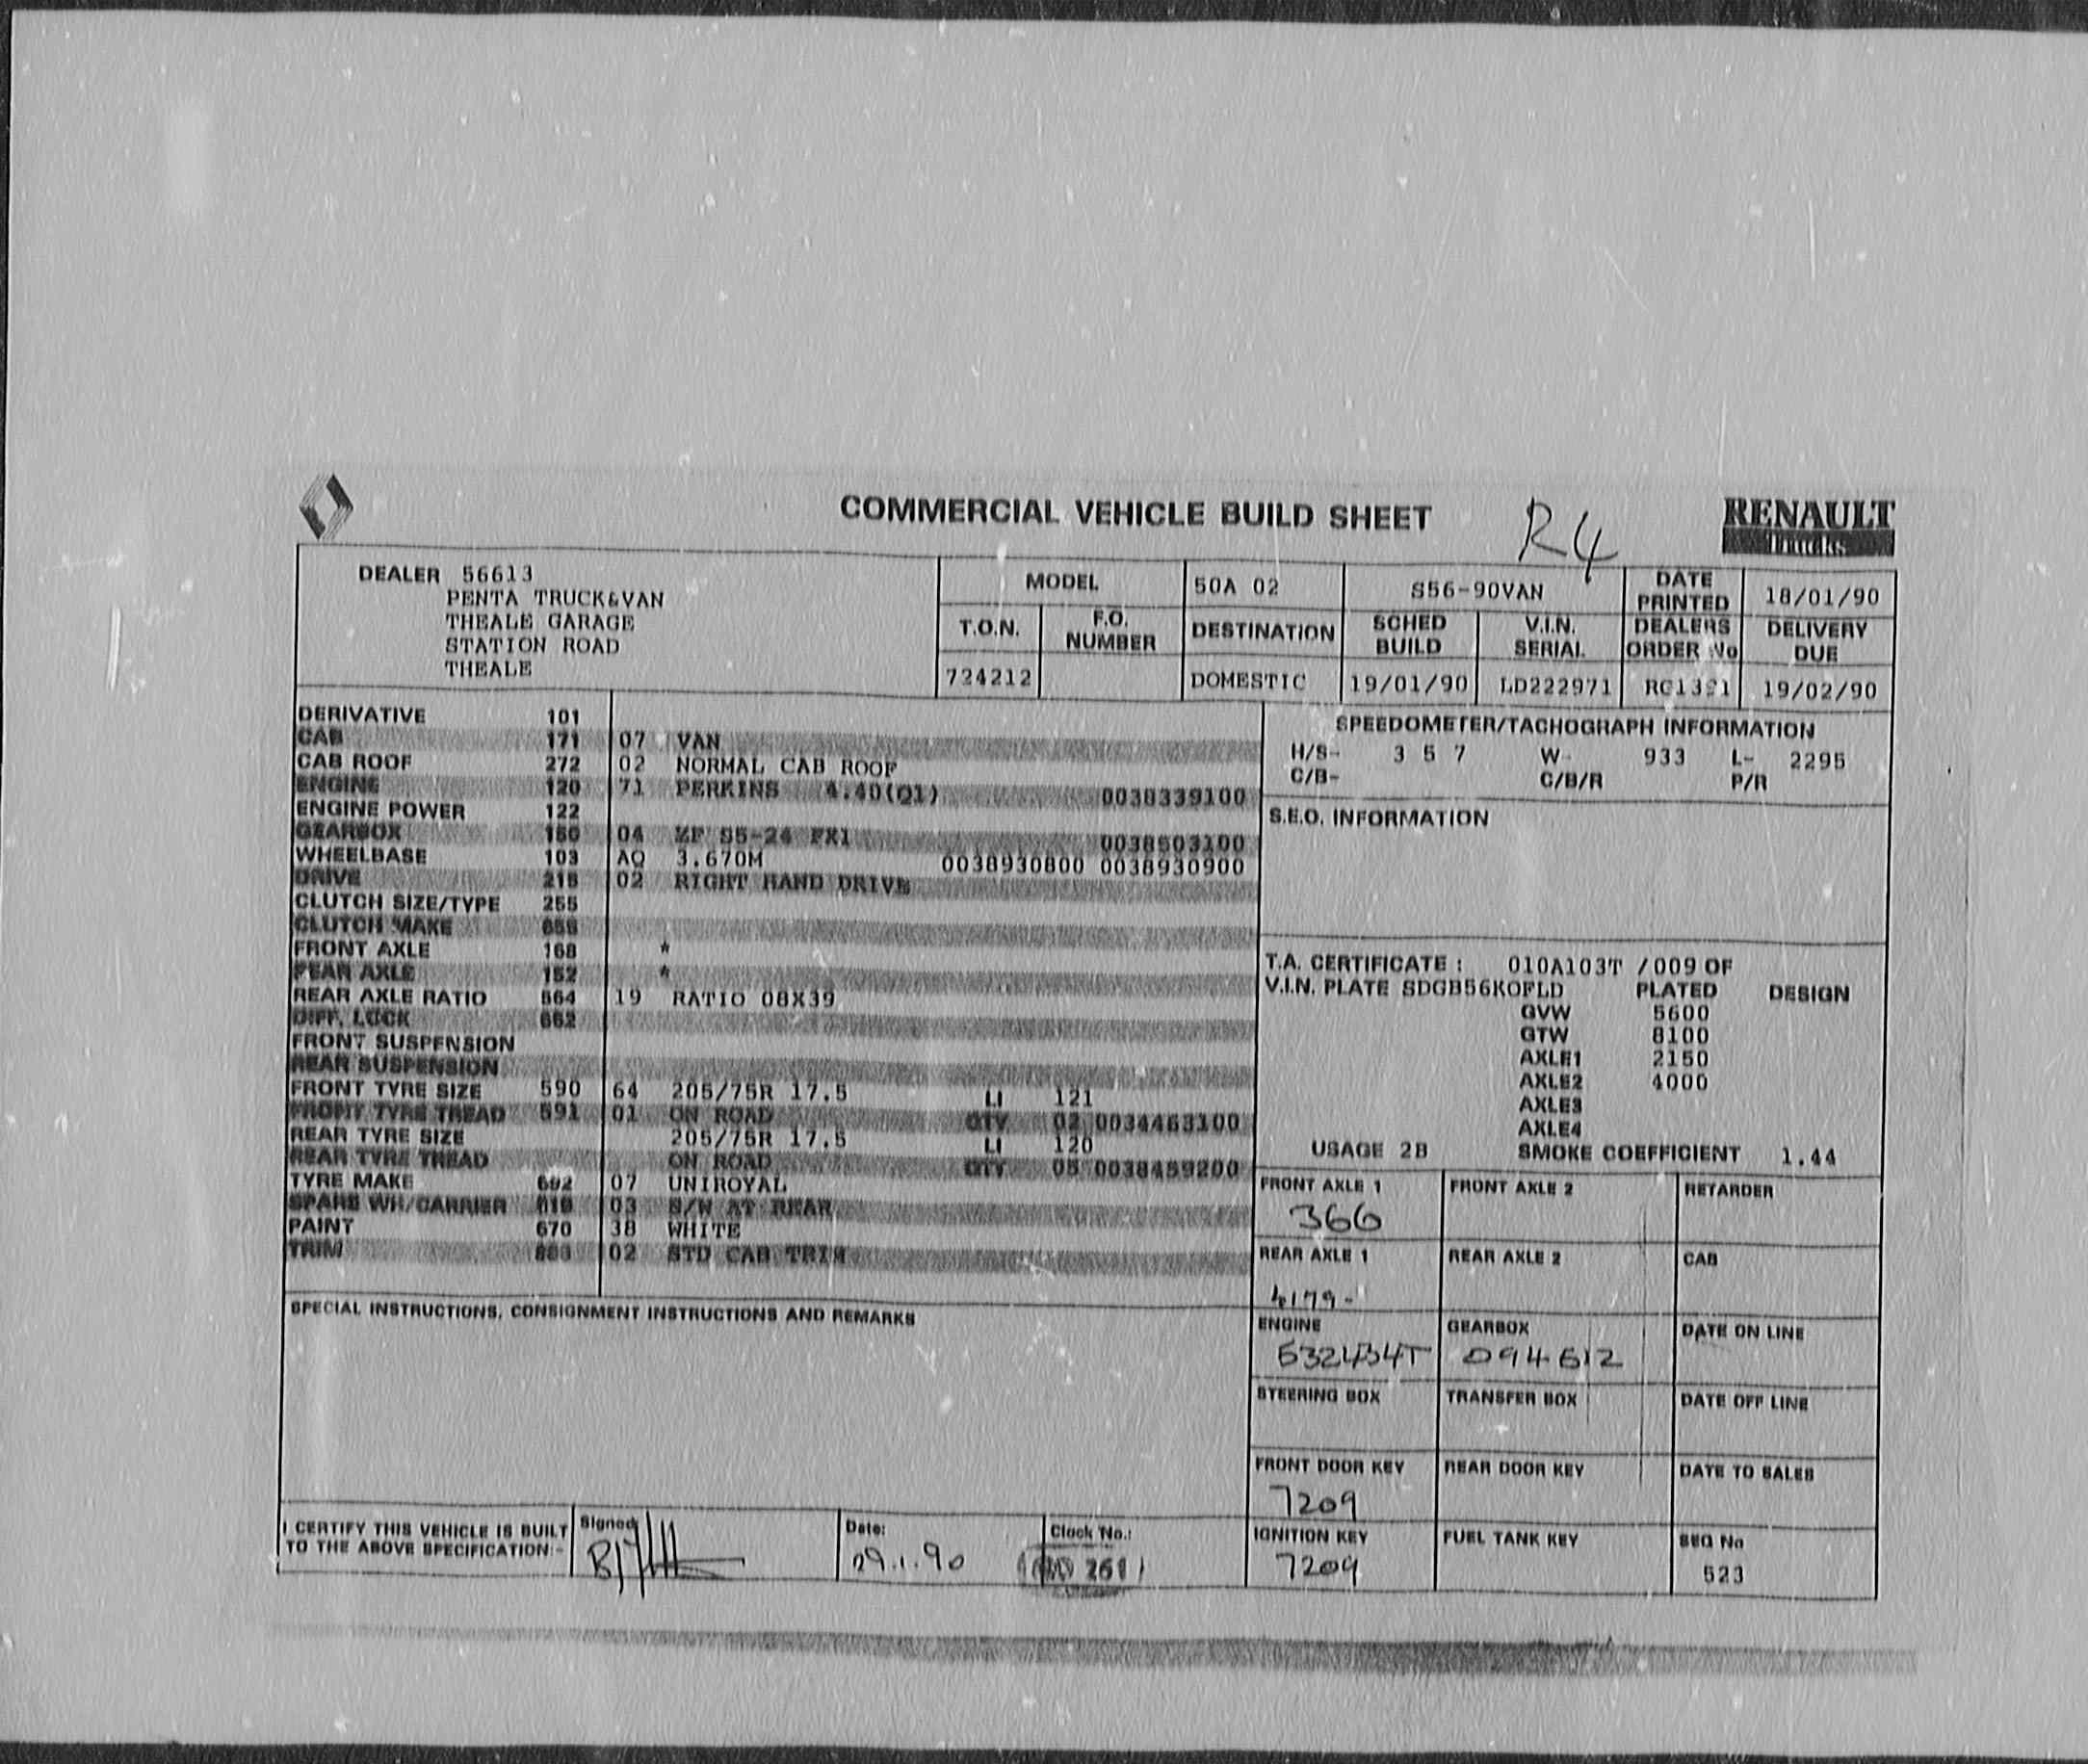 COMMERCIAL VEHICLE BUILD SHEET R4 RENAULT
Trucks
DEALER 56613
PENTA TRUCK&VAN
THEALE GARAGE
STATION ROAD
THEALE
MODEL 50A 02 S56-90VAN DATE PRINTED 18/01/90
T.O.N. F.O. NUMBER DESTINATION SCHED BUILD V.I.N. SERIAL DEALERS ORDER No DELIVERY DUE
724212 DOMESTIC 19/01/90 LD222971 19/02/90
DERIVATIVE 101
CAB 171 07 VAN
CAB ROOF 272 02 NORMAL CAB ROOF
ENGINE 120 71 PERKINS 4.40(Q1) 0038339100
ENGINE POWER 122
GEARBOX 150 04 ZF S5-24 FX1 0038503100
WHEELBASE 103 AQ 3.670M 0038930800 0038930900
DRIVE 215 02 RIGHT HAND DRIVE
CLUTCH SIZE/TYPE 255
CLUTCH MAKE
FRONT AXLE 168 *
REAR AXLE 152 *
REAR AXLE RATIO 564 19 RATIO 08X39
DIFF. LOCK 662
FRONT SUSPENSION
REAR SUSPENSION
FRONT TYRE SIZE 590 64 205/75R 17.5 LI 121
FRONT TYRE TREAD 591 01 ON ROAD QTY 02 0034463100
REAR TYRE SIZE 205/75R 17.5 LI 120
REAR TYRE TREAD ON ROAD QTY 05 0038459200
TYRE MAKE 692 07 UNIROYAL
SPARE WH/CARRIER 03 S/W AT REAR
PAINT 670 38 WHITE
TRIM 02 STD CAB TRIM
SPECIAL INSTRUCTIONS, CONSIGNMENT INSTRUCTIONS AND REMARKS
SPEEDOMETER/TACHOGRAPH INFORMATION
H/S- 3 5 7 W- 933 L- 2295
C/B- C/B/R P/R
S.E.O. INFORMATION
T.A. CERTIFICATE : 010A103T /009 OF
V.I.N. PLATE SDGB56KOFLD PLATED DESIGN
GVW 5600
GTW 8100
AXLE1 2150
AXLE2 4000
AXLE3
AXLE4
USAGE 2B SMOKE COEFFICIENT 1.44
FRONT AXLE 1 FRONT AXLE 2 RETARDER
366
REAR AXLE 1 REAR AXLE 2 CAB
4179-
ENGINE GEARBOX DATE ON LINE
094612
STEERING BOX TRANSFER BOX DATE OFF LINE
FRONT DOOR KEY REAR DOOR KEY DATE TO SALES
7209
IGNITION KEY FUEL TANK KEY SEQ No
7209 523
I CERTIFY THIS VEHICLE IS BUILT
TO THE ABOVE SPECIFICATION:-
Signed
Date:
Clock No.:
261